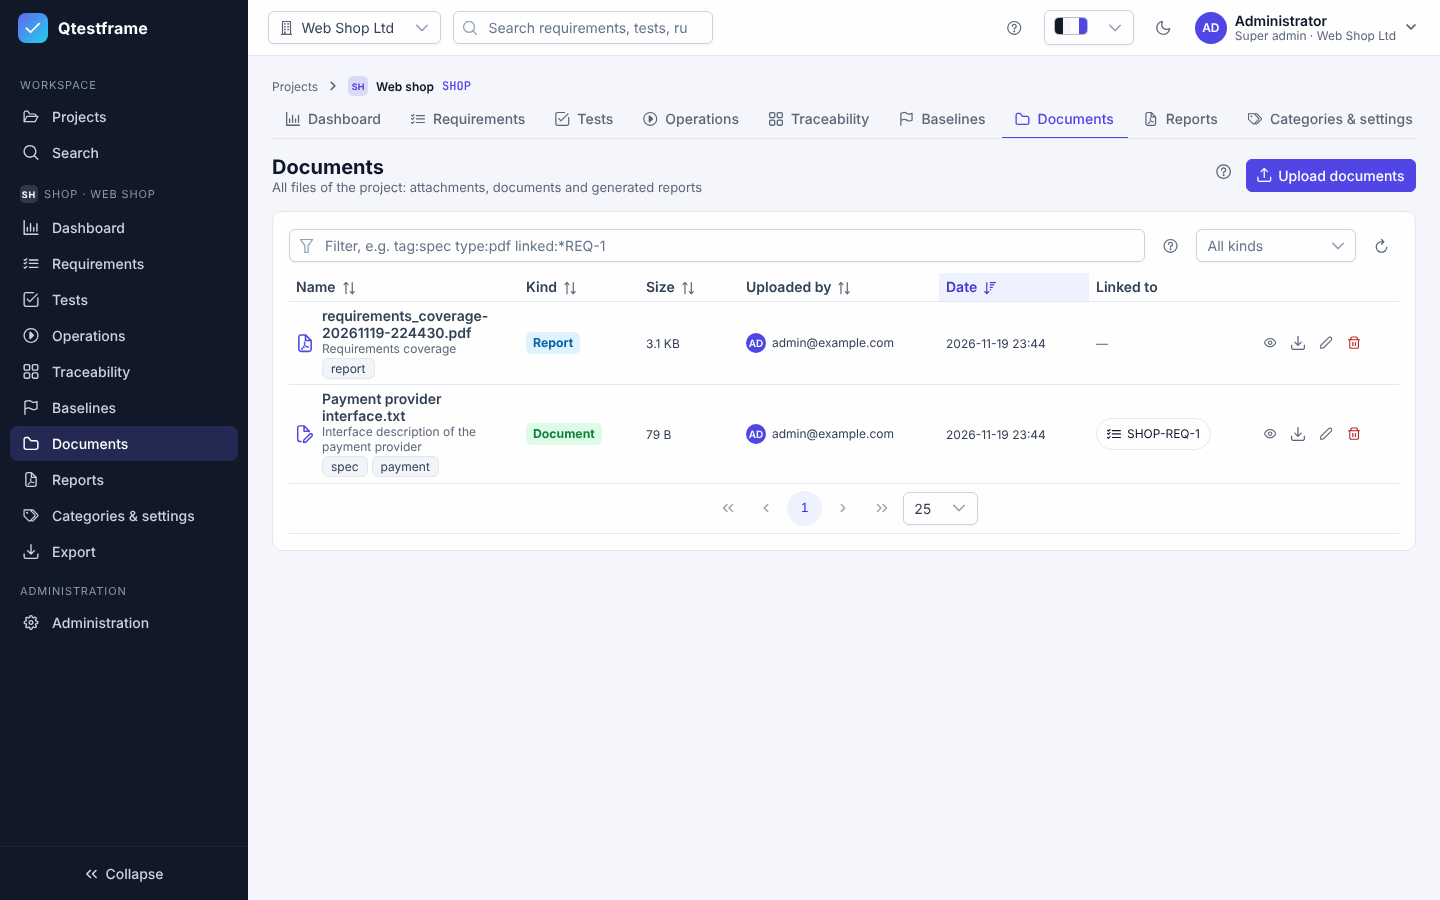 Qtestframe
Web Shop Ltd
Search requirements, tests, ru
AD
Administrator
Super admin · Web Shop Ltd
WORKSPACE
Projects
Search
SH SHOP · WEB SHOP
Dashboard
Requirements
Tests
Operations
Traceability
Baselines
Documents
Reports
Categories & settings
Export
ADMINISTRATION
Administration
Collapse
Projects
SH Web shop SHOP
Dashboard Requirements Tests Operations Traceability Baselines Documents Reports Categories & settings
Documents
All files of the project: attachments, documents and generated reports
Upload documents
Filter, e.g. tag:spec type:pdf linked:*REQ-1
All kinds
Name Kind Size Uploaded by Date Linked to
requirements_coverage-
20261119-224430.pdf
Requirements coverage
report
Report
3.1 KB
AD admin@example.com
2026-11-19 23:44
—
Payment provider
interface.txt
Interface description of the
payment provider
spec payment
Document
79 B
AD admin@example.com
2026-11-19 23:44
SHOP-REQ-1
1
25